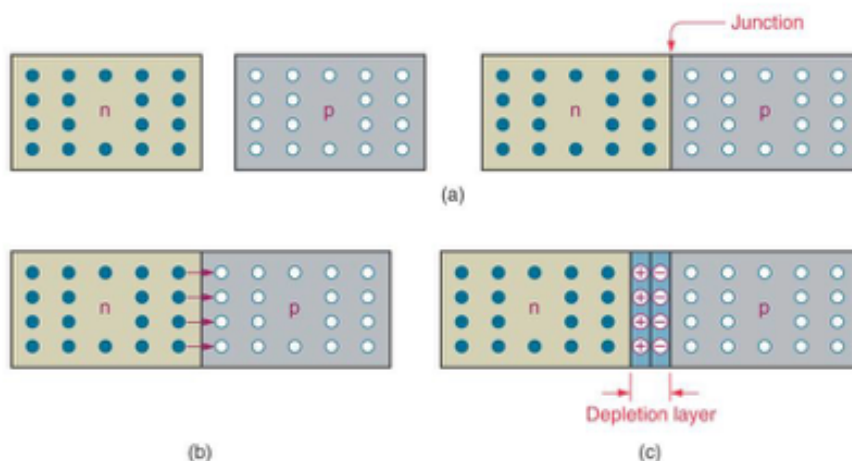 Junction
n
p
n
p
(a)
n
p
n
+ −
p
+ −
+ −
+ −
Depletion layer
(b)
(c)